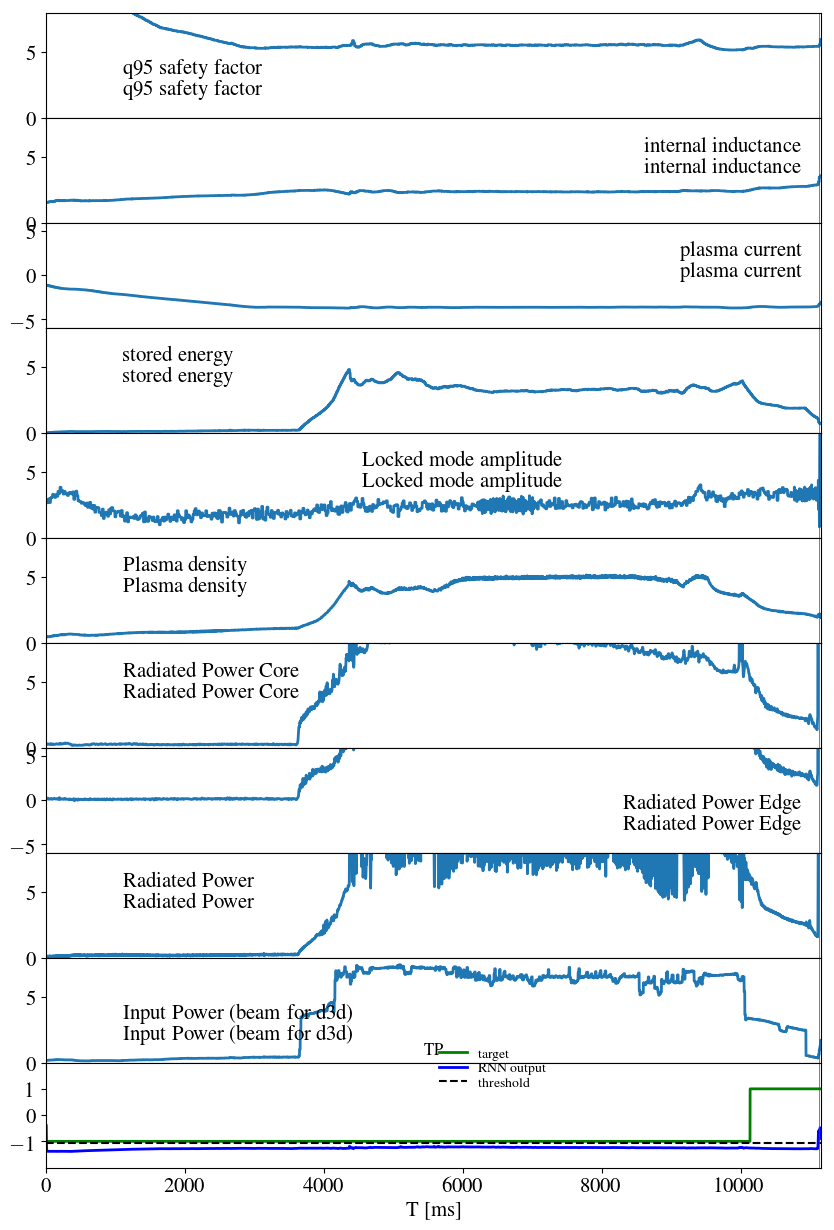 5
q95 safety factor
q95 safety factor
0
internal inductance
5
internal inductance
0
5
plasma current
0
plasma current
−5
stored energy
5
stored energy
0
Locked mode amplitude
5
Locked mode amplitude
0
Plasma density
5
Plasma density
0
Radiated Power Core
5
Radiated Power Core
0
5
0
Radiated Power Edge
Radiated Power Edge
−5
Radiated Power
5
Radiated Power
0
5
Input Power (beam for d3d)
Input Power (beam for d3d)
0
TP
target
RNN output
threshold
1
0
−1
0 2000 4000 6000 8000 10000
T [ms]